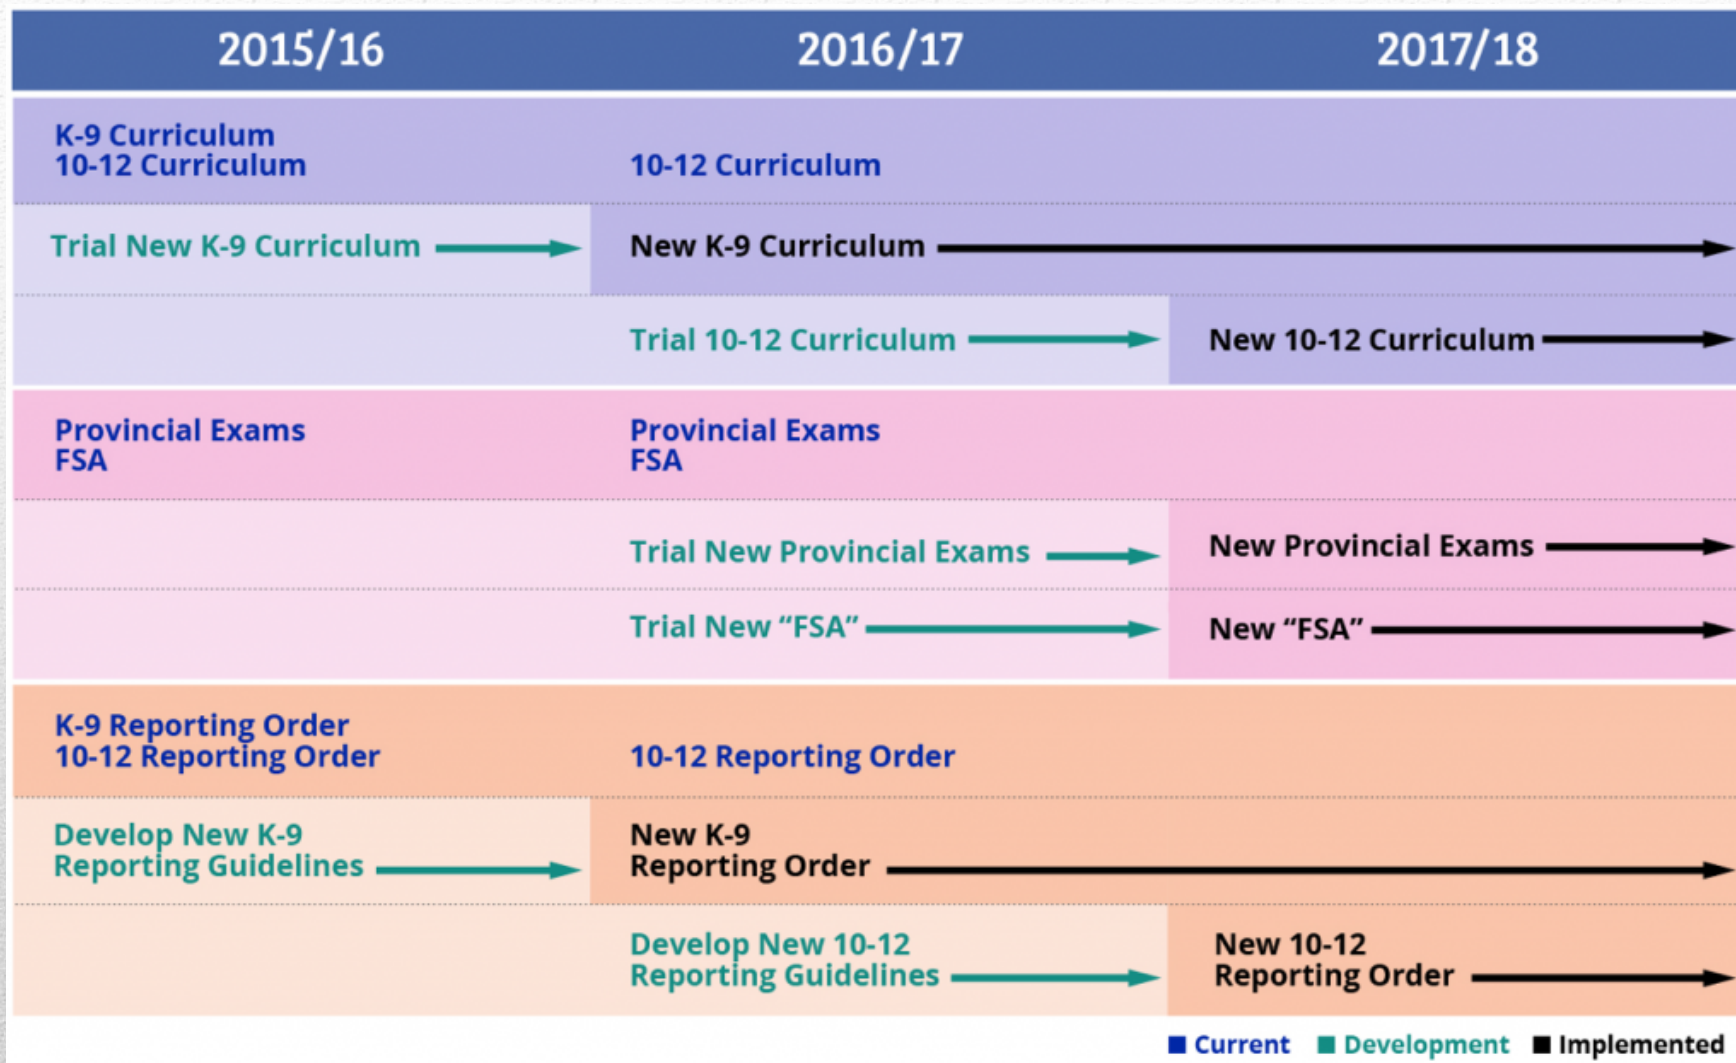 2015/16 2016/17 2017/18
K-9 Curriculum
10-12 Curriculum 10-12 Curriculum
Trial New K-9 Curriculum New K-9 Curriculum
Trial 10-12 Curriculum New 10-12 Curriculum
Provincial Exams Provincial Exams
FSA FSA
Trial New Provincial Exams New Provincial Exams
Trial New “FSA” New “FSA”
K-9 Reporting Order
10-12 Reporting Order 10-12 Reporting Order
Develop New K-9 New K-9
Reporting Guidelines Reporting Order
Develop New 10-12 New 10-12
Reporting Guidelines Reporting Order
Current Development Implemented